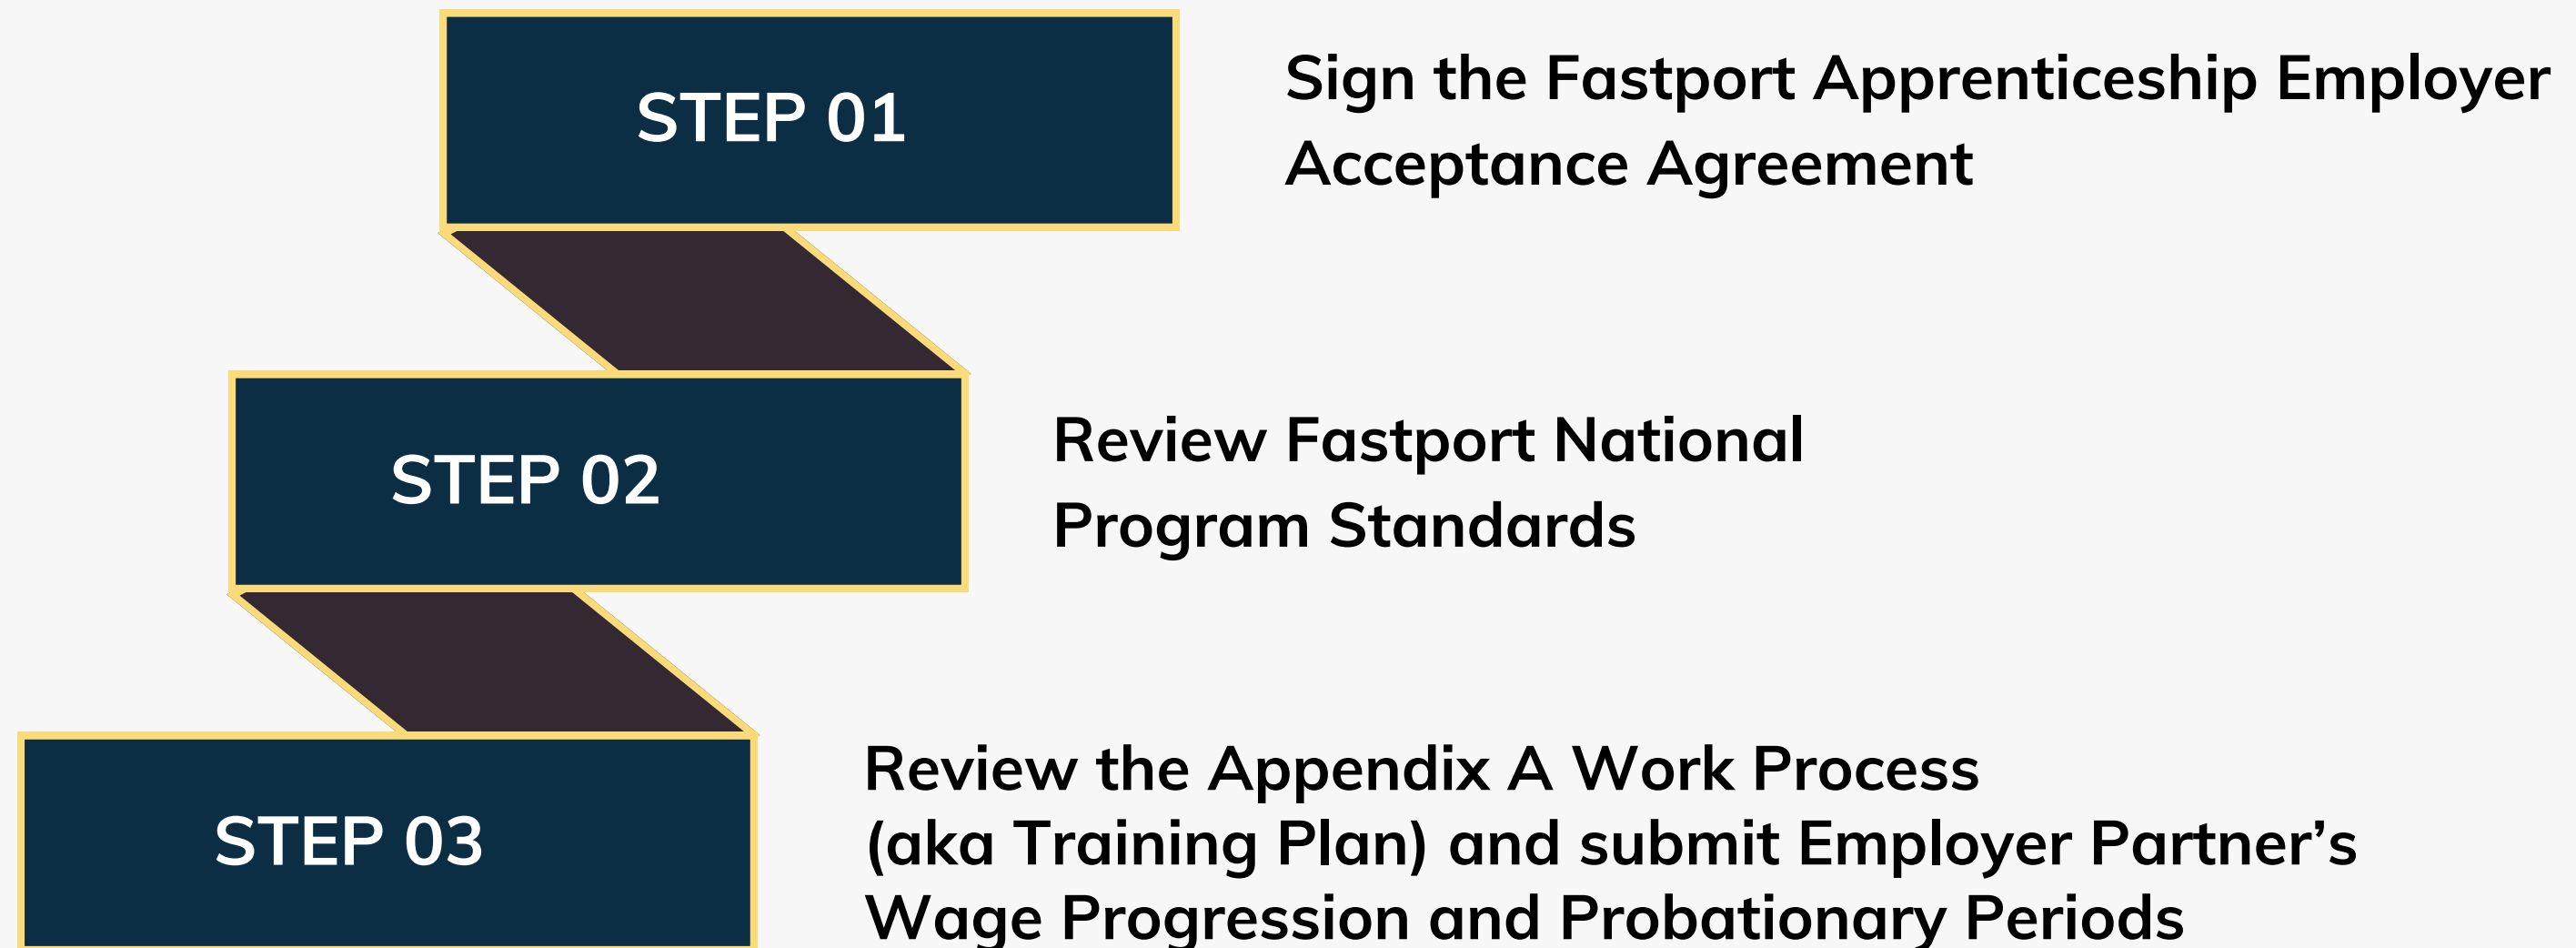 STEP 01
Sign the Fastport Apprenticeship Employer
Acceptance Agreement
STEP 02
Review Fastport National
Program Standards
STEP 03
Review the Appendix A Work Process
(aka Training Plan) and submit Employer Partner’s
Wage Progression and Probationary Periods